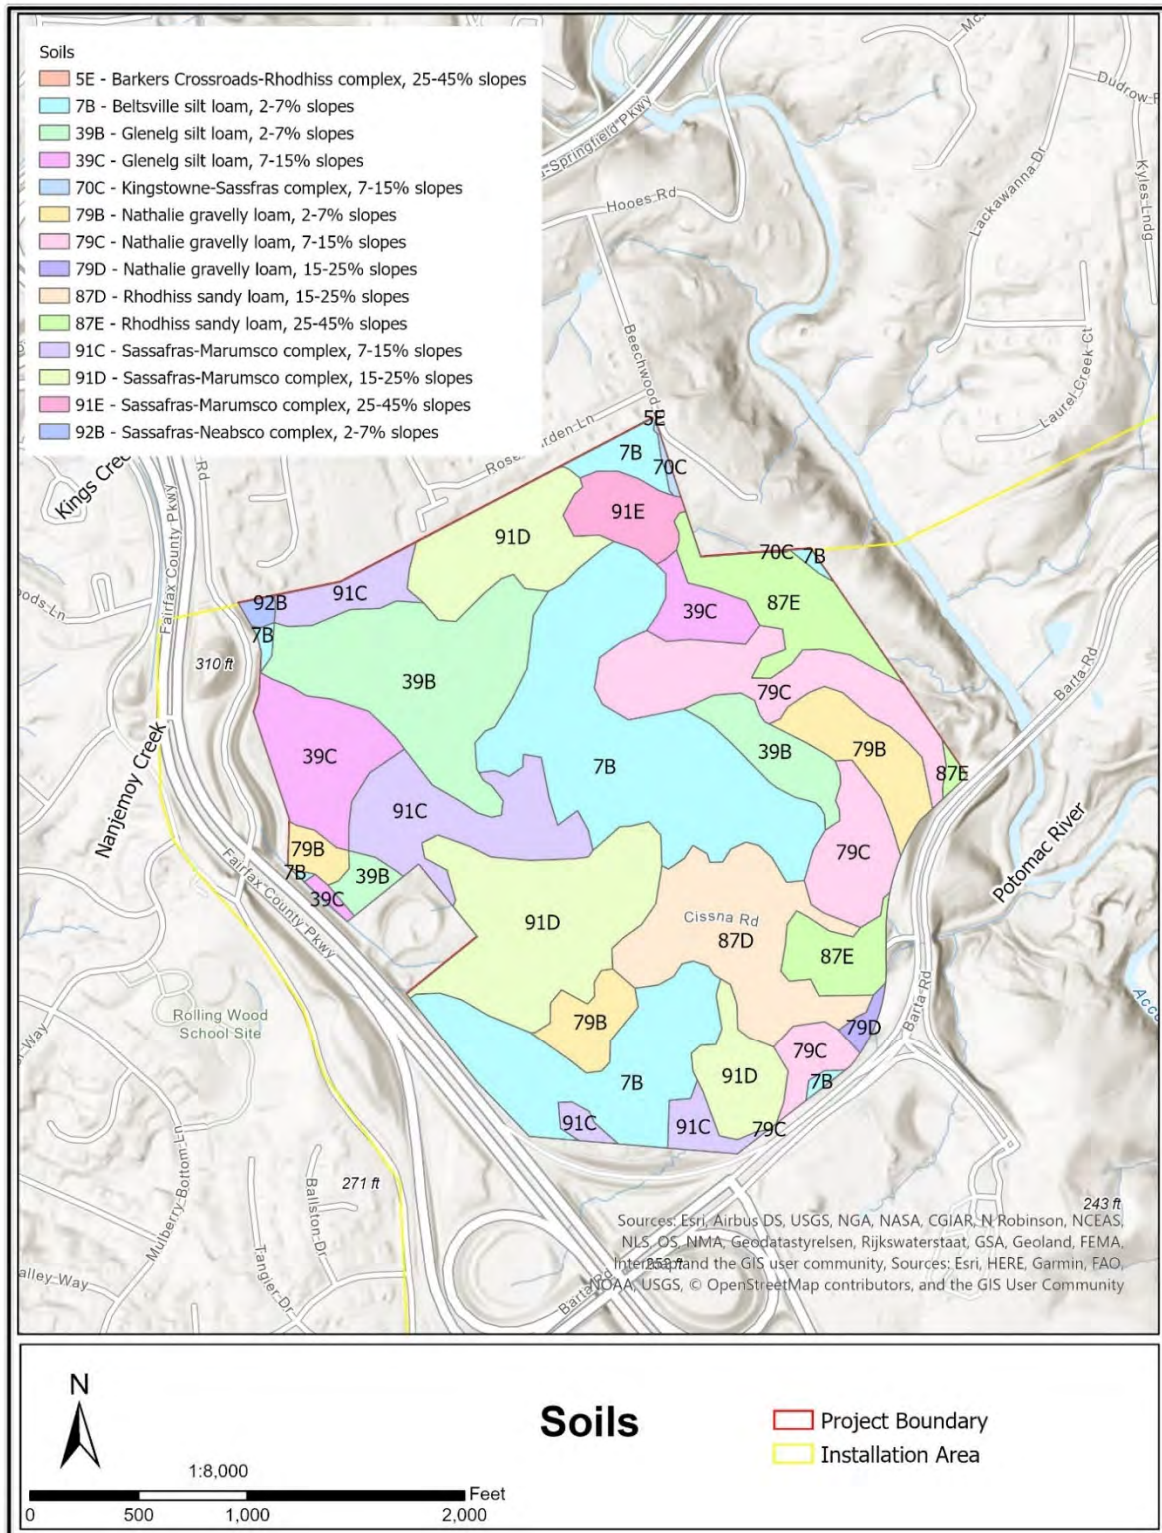 Soils
5E - Barkers Crossroads-Rhodhiss complex, 25-45% slopes
7B - Beltsville silt loam, 2-7% slopes
39B - Glenelg silt loam, 2-7% slopes
39C - Glenelg silt loam, 7-15% slopes
70C - Kingstowne-Sassfras complex, 7-15% slopes
79B - Nathalie gravelly loam, 2-7% slopes
79C - Nathalie gravelly loam, 7-15% slopes
79D - Nathalie gravelly loam, 15-25% slopes
87D - Rhodhiss sandy loam, 15-25% slopes
87E - Rhodhiss sandy loam, 25-45% slopes
91C - Sassafras-Marumsco complex, 7-15% slopes
91D - Sassafras-Marumsco complex, 15-25% slopes
91E - Sassafras-Marumsco complex, 25-45% slopes
92B - Sassafras-Neabsco complex, 2-7% slopes
-Springfield Pkwy
Hooes Rd
Dudrow
Lackawanna Dr
Kyles Lndg
Laurel Creek Ct
Beechwood
5E
7B
70C
Kings Cree
Rd
Fairfax County Pkwy
91E
91D
70C
7B
91C
92B
87E
39C
7B
310 ft
39B
79C
Barta Rd
39C
7B
39B
79B
87E
Nanjemoy Creek
91C
79B
7B
39B
39C
79C
Potomac River
Fairfax County Pkwy
91D
Cissna Rd
87D
87E
Rolling Wood
School Site
79B
79D
Barta Rd
79C
7B
91D
7B
91C
91C
79C
Mulberry Bottom Ln
Ballston Dr
271 ft
Tangier Dr
alley Way
243 ft
252 ft
Barta Rd
Sources: Esri, Airbus DS, USGS, NGA, NASA, CGIAR, N Robinson, NCEAS,
NLS, OS, NMA, Geodatastyrelsen, Rijkswaterstaat, GSA, Geoland, FEMA,
Intermap and the GIS user community, Sources: Esri, HERE, Garmin, FAO,
NOAA, USGS, © OpenStreetMap contributors, and the GIS User Community
N
1:8,000
Feet
0 500 1,000 2,000
Soils
Project Boundary
Installation Area